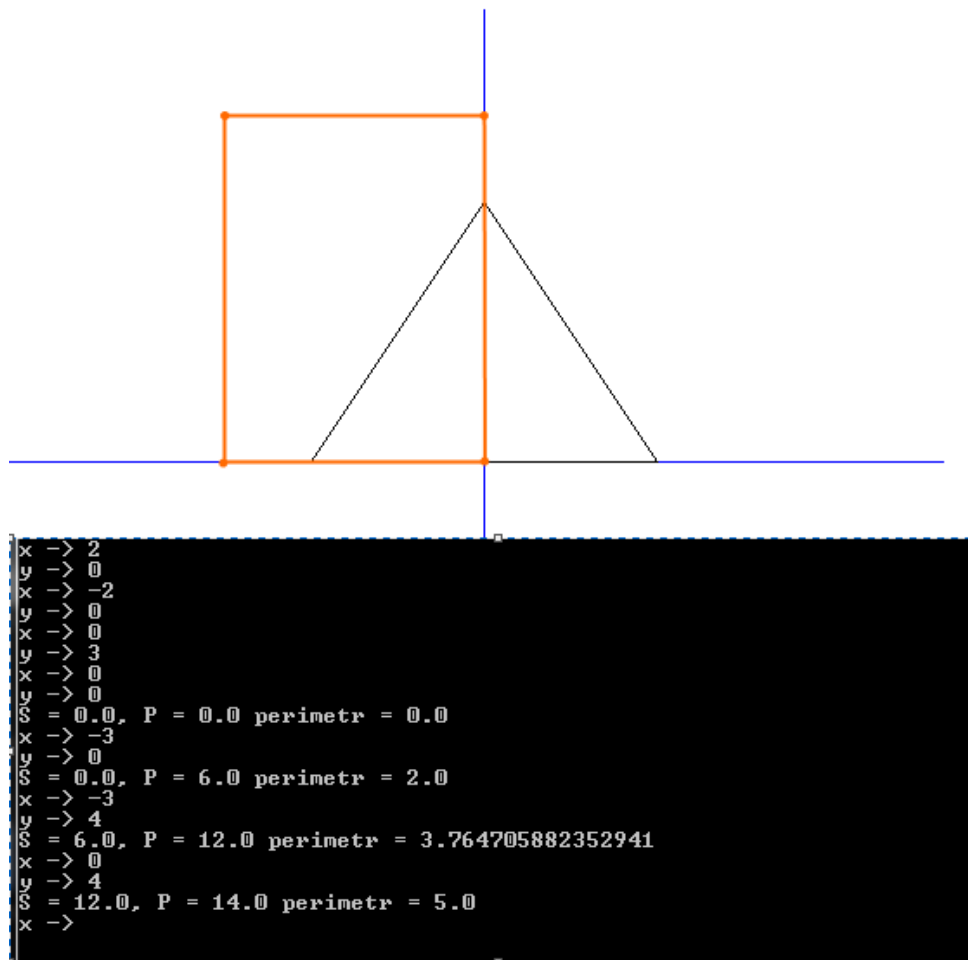 x -> 2
y -> 0
x -> -2
y -> 0
x -> 0
y -> 3
x -> 0
y -> 0
S = 0.0, P = 0.0 perimetr = 0.0
x -> -3
y -> 0
S = 0.0, P = 6.0 perimetr = 2.0
x -> -3
y -> 4
S = 6.0, P = 12.0 perimetr = 3.764705882352941
x -> 0
y -> 4
S = 12.0, P = 14.0 perimetr = 5.0
x ->